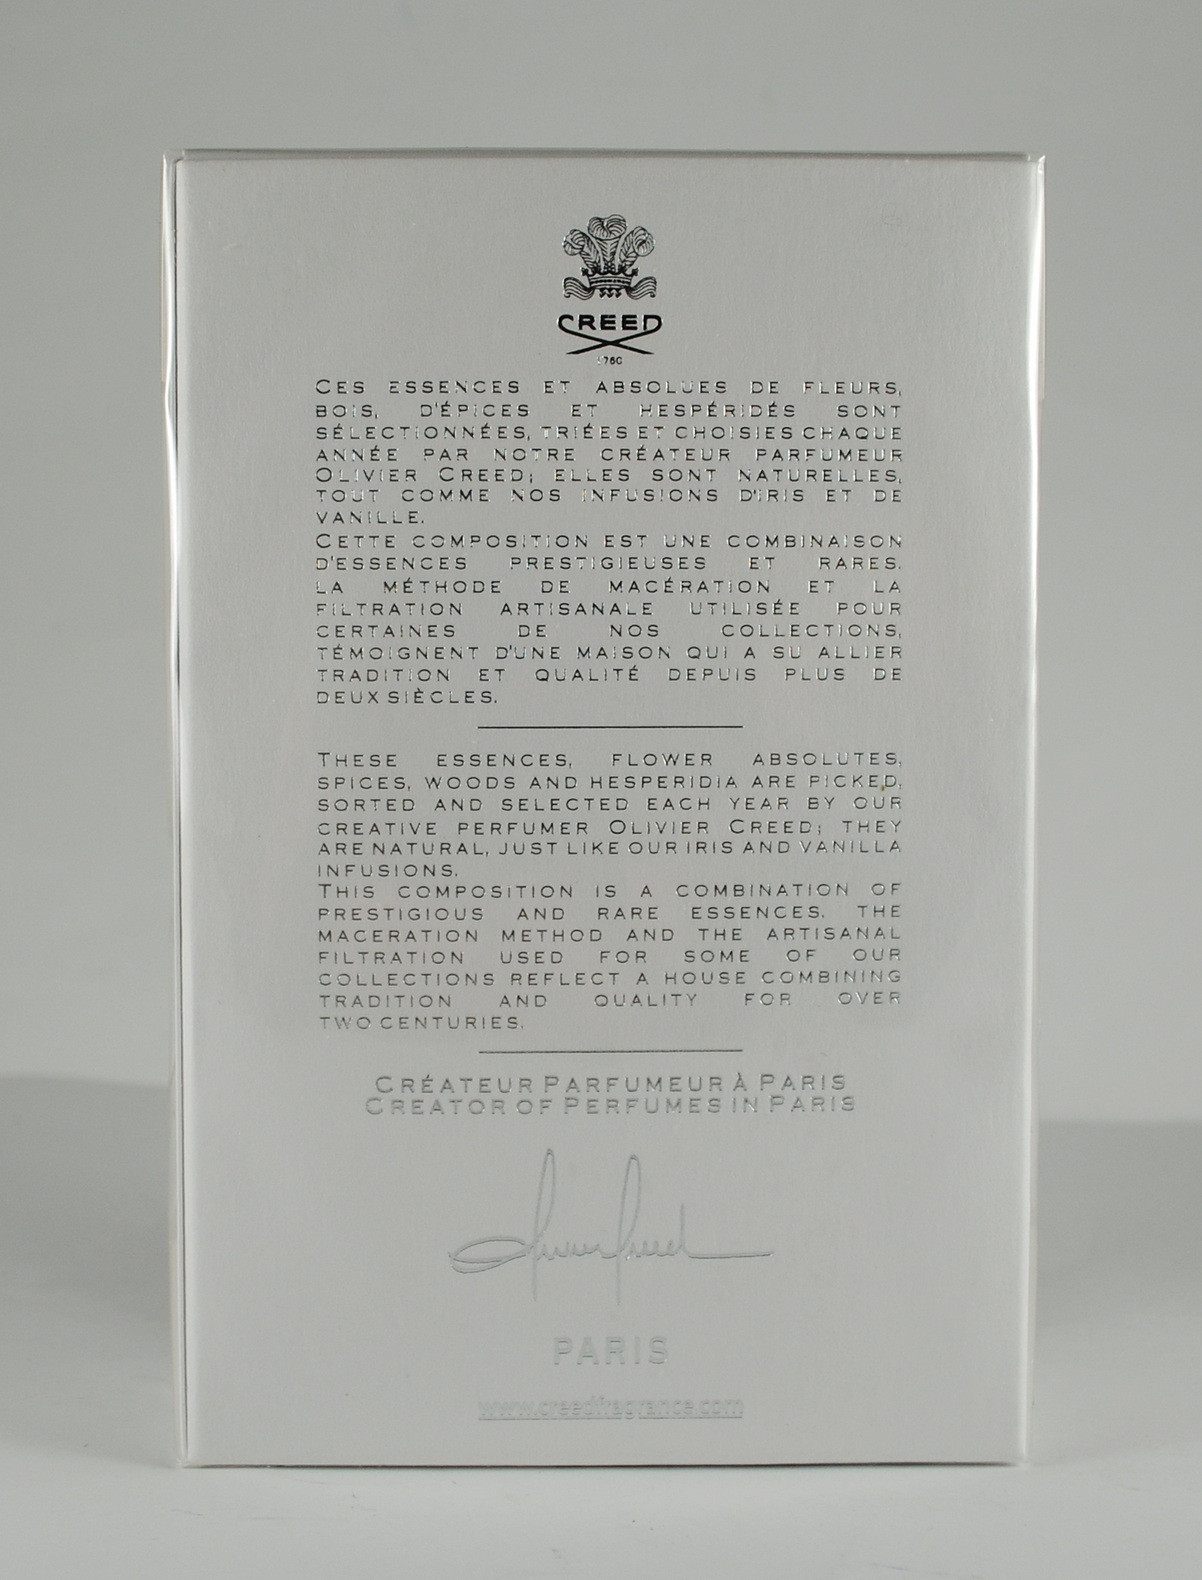 CREED
1760
CES ESSENCES ET ABSOLUES DE FLEURS,
BOIS, D'ÉPICES ET HESPÉRIDÉS SONT
SÉLECTIONNÉES, TRIÉES ET CHOISIES CHAQUE
ANNÉE PAR NOTRE CRÉATEUR PARFUMEUR
OLIVIER CREED; ELLES SONT NATURELLES,
TOUT COMME NOS INFUSIONS D'IRIS ET DE
VANILLE.
CETTE COMPOSITION EST UNE COMBINAISON
D'ESSENCES PRESTIGIEUSES ET RARES.
LA MÉTHODE DE MACÉRATION ET LA
FILTRATION ARTISANALE UTILISÉE POUR
CERTAINES DE NOS COLLECTIONS,
TÉMOIGNENT D'UNE MAISON QUI A SU ALLIER
TRADITION ET QUALITÉ DEPUIS PLUS DE
DEUX SIÈCLES.
THESE ESSENCES, FLOWER ABSOLUTES,
SPICES, WOODS AND HESPERIDIA ARE PICKED,
SORTED AND SELECTED EACH YEAR BY OUR
CREATIVE PERFUMER OLIVIER CREED; THEY
ARE NATURAL, JUST LIKE OUR IRIS AND VANILLA
INFUSIONS.
THIS COMPOSITION IS A COMBINATION OF
PRESTIGIOUS AND RARE ESSENCES. THE
MACERATION METHOD AND THE ARTISANAL
FILTRATION USED FOR SOME OF OUR
COLLECTIONS REFLECT A HOUSE COMBINING
TRADITION AND QUALITY FOR OVER
TWO CENTURIES.
CRÉATEUR PARFUMEUR À PARIS
CREATOR OF PERFUMES IN PARIS
Olivier Creed
PARIS
www.creedfragrance.com